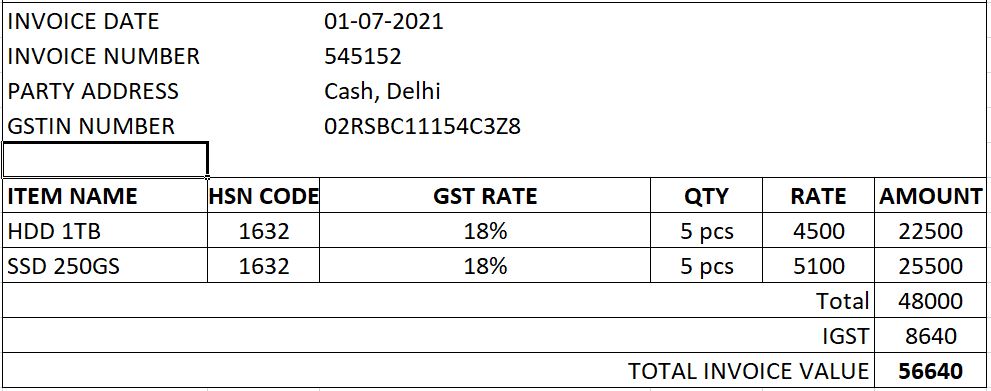 INVOICE DATE 01-07-2021
INVOICE NUMBER 545152
PARTY ADDRESS Cash, Delhi
GSTIN NUMBER 02RSBC11154C3Z8
ITEM NAME HSN CODE GST RATE QTY RATE AMOUNT
HDD 1TB 1632 18% 5 pcs 4500 22500
SSD 250GS 1632 18% 5 pcs 5100 25500
Total 48000
IGST 8640
TOTAL INVOICE VALUE 56640